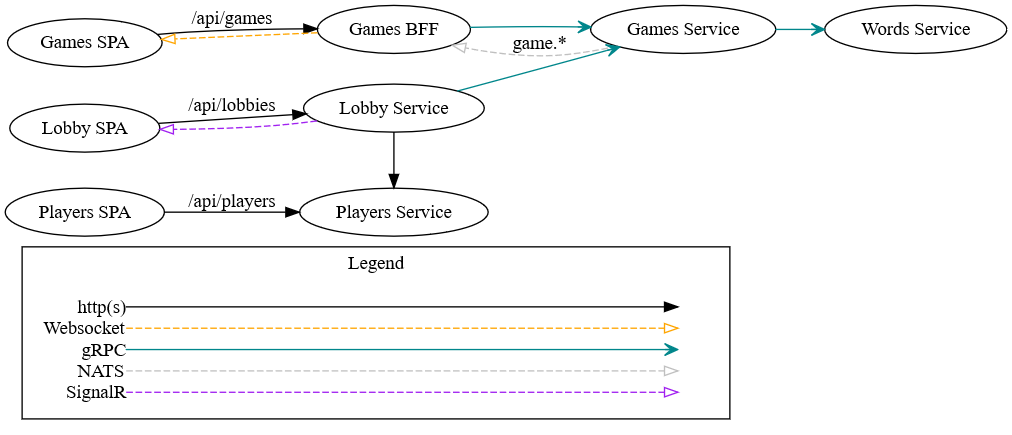 /api/games
Games SPA
Games BFF
Games Service
Words Service
game.*
/api/lobbies
Lobby SPA
Lobby Service
/api/players
Players SPA
Players Service
Legend
http(s)
Websocket
gRPC
NATS
SignalR